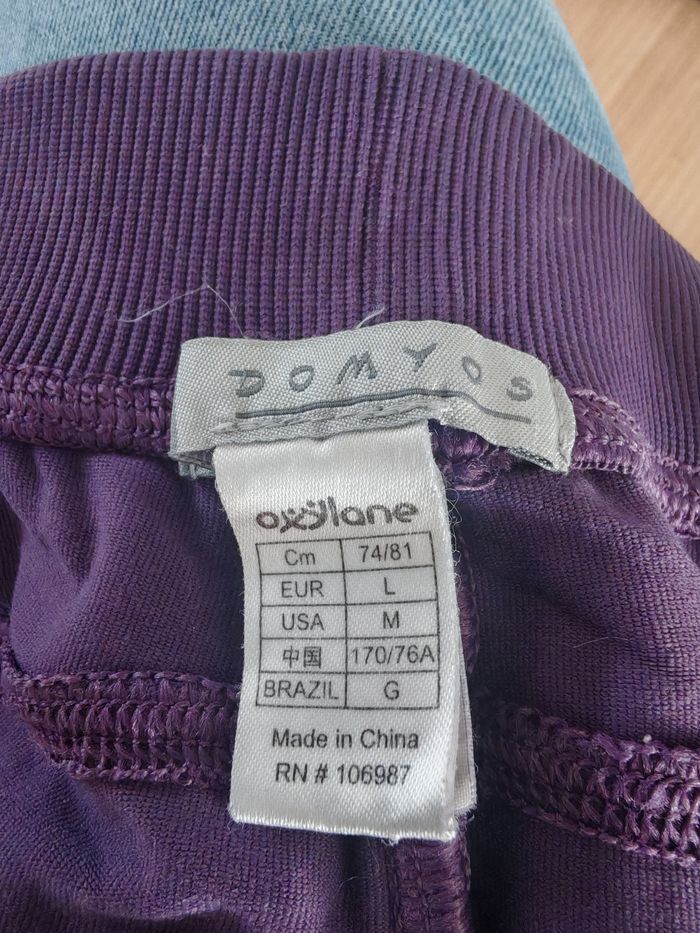 DOMYOS
oxylane
Cm 74/81
EUR L
USA M
中国 170/76A
BRAZIL G
Made in China
RN # 106987